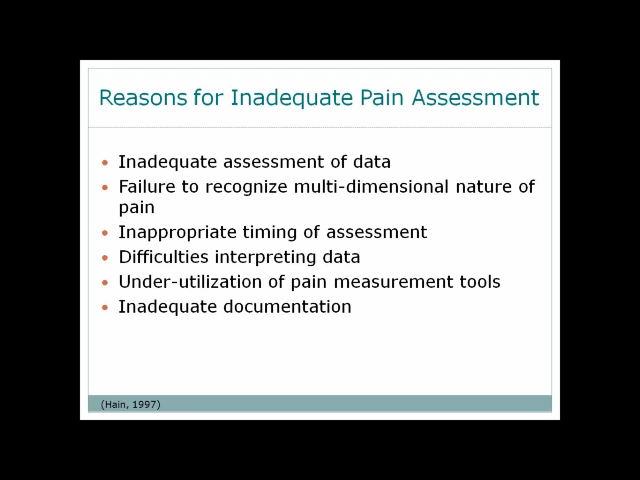 Reasons for Inadequate Pain Assessment
• Inadequate assessment of data
• Failure to recognize multi-dimensional nature of
pain
• Inappropriate timing of assessment
• Difficulties interpreting data
• Under-utilization of pain measurement tools
• Inadequate documentation
(Hain, 1997)